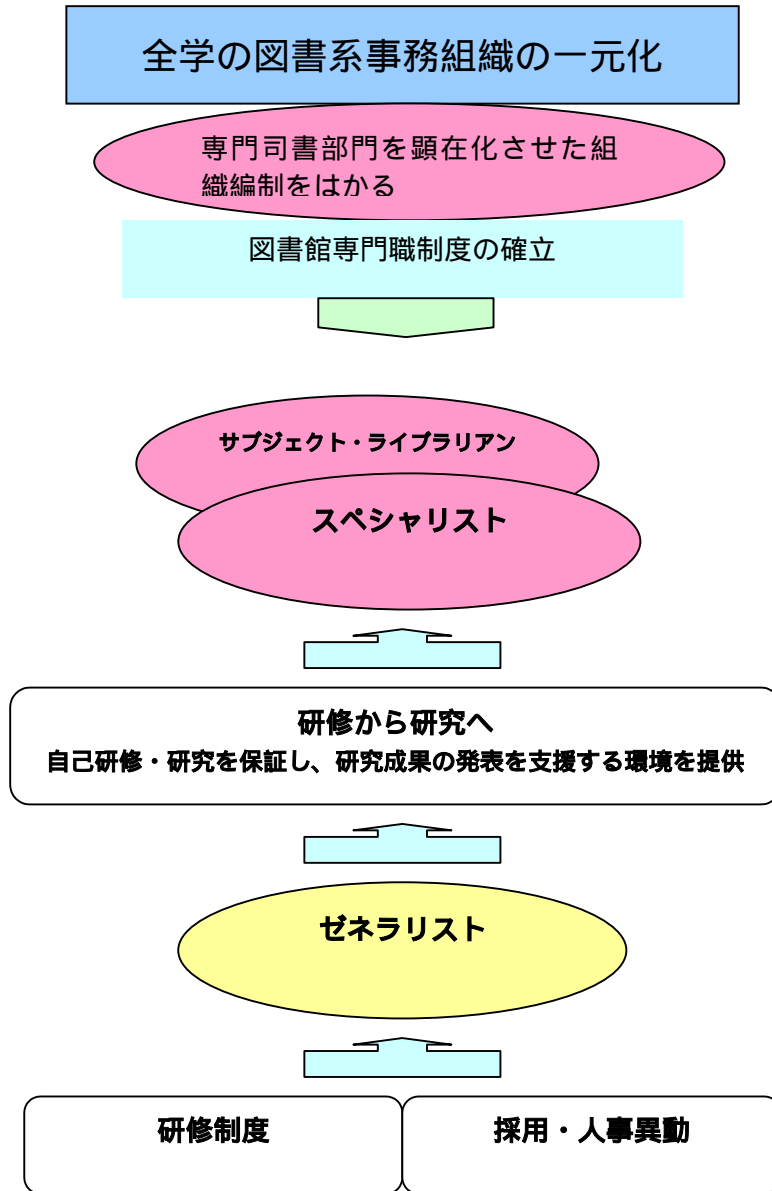 全学の図書系事務組織の一元化
専門司書部門を顕在化させた組
織編制をはかる
図書館専門職制度の確立
サブジェクト・ライブラリアン
スペシャリスト
研修から研究へ
自己研修・研究を保証し、研究成果の発表を支援する環境を提供
ゼネラリスト
研修制度
採用・人事異動